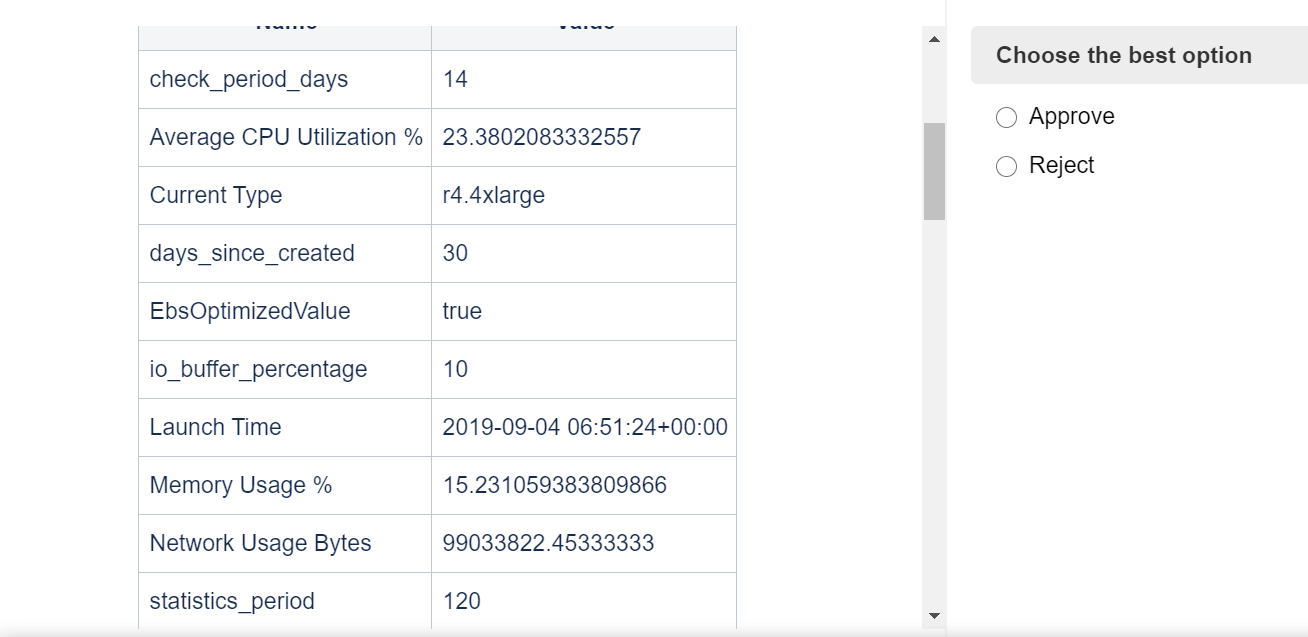 Name Value
check_period_days 14
Average CPU Utilization % 23.3802083332557
Current Type r4.4xlarge
days_since_created 30
EbsOptimizedValue true
io_buffer_percentage 10
Launch Time 2019-09-04 06:51:24+00:00
Memory Usage % 15.231059383809866
Network Usage Bytes 99033822.45333333
statistics_period 120
Choose the best option
Approve
Reject